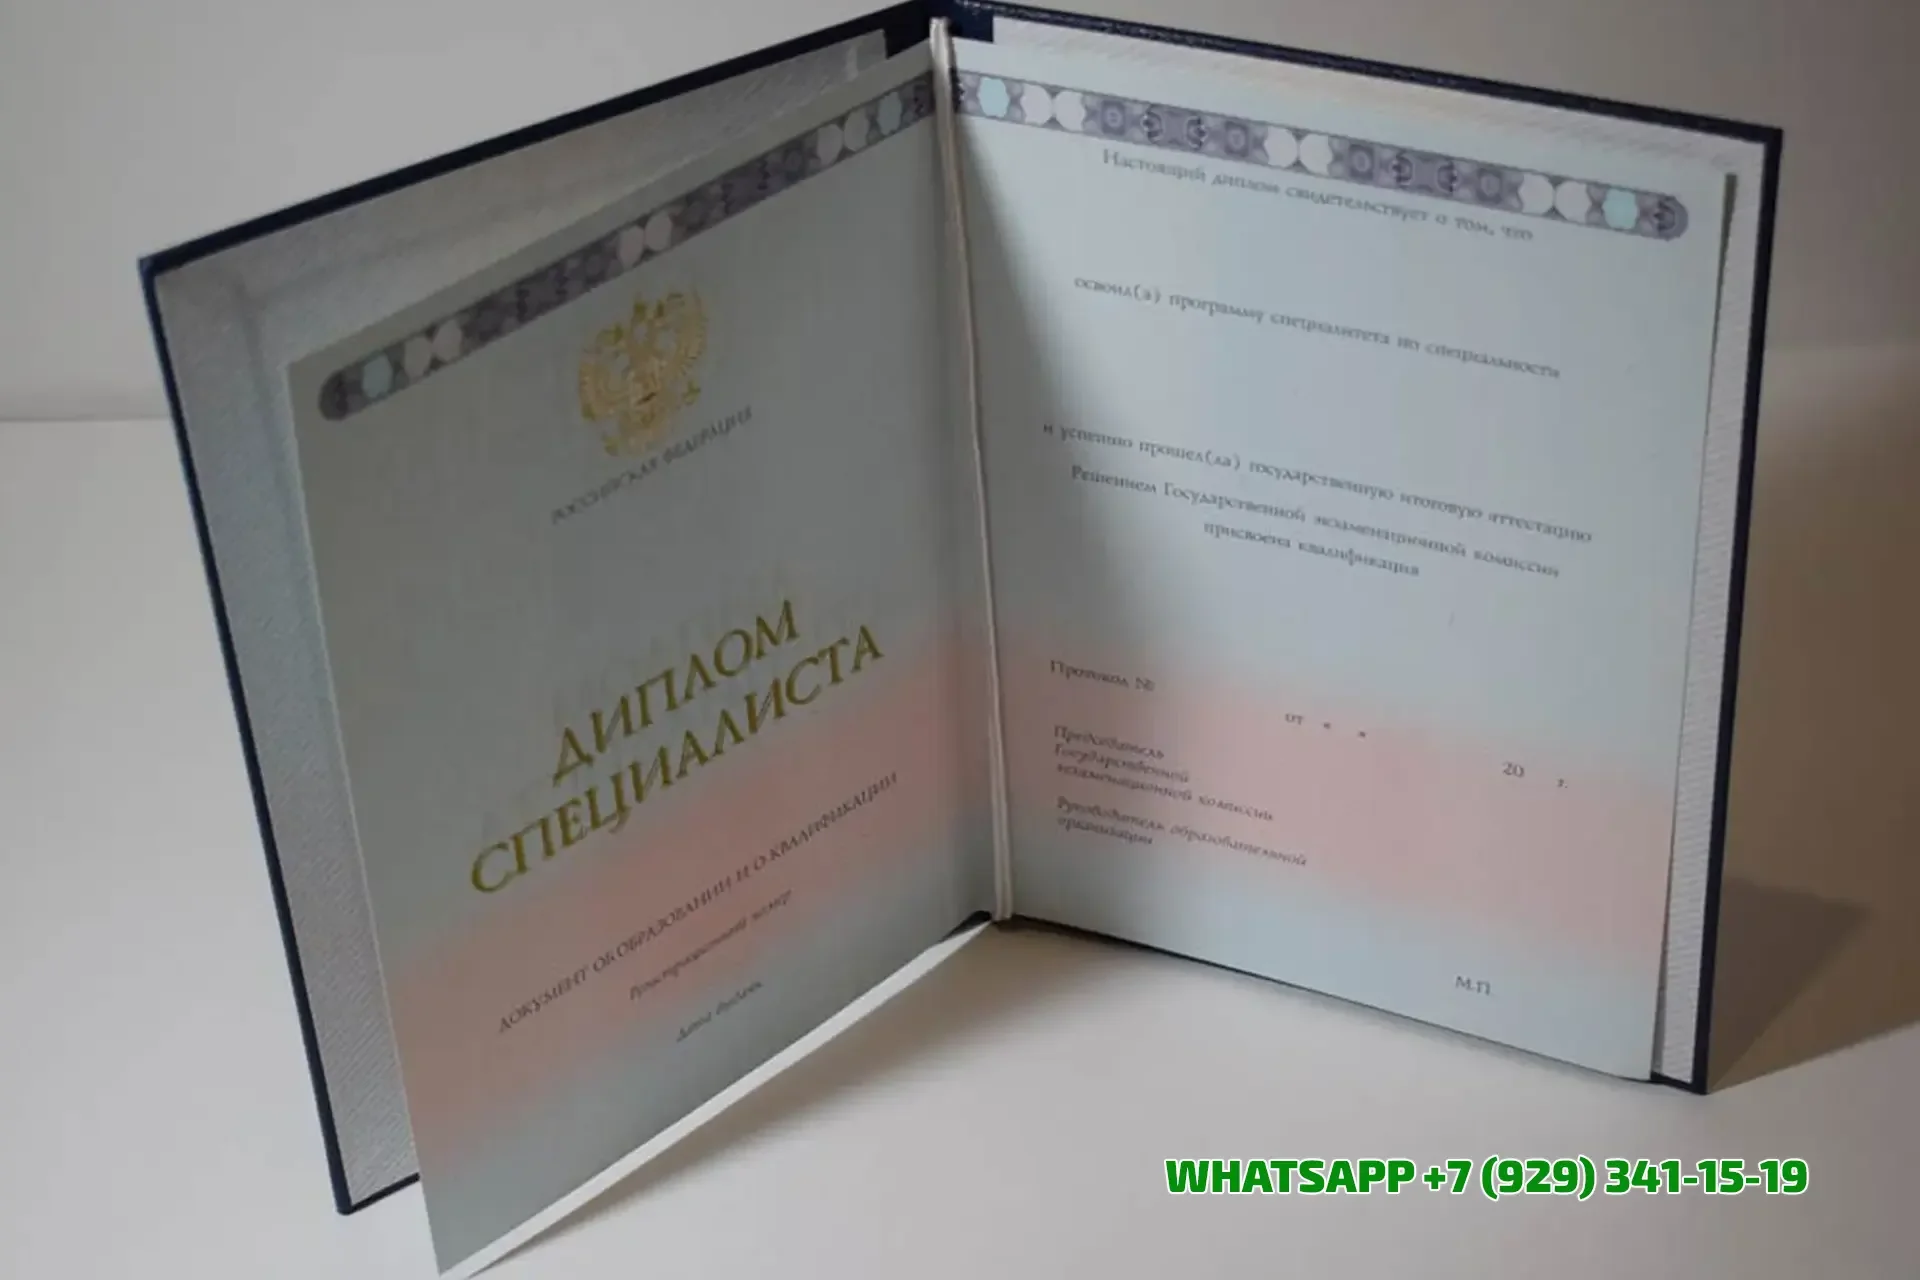 РОССИЙСКАЯ ФЕДЕРАЦИЯ
ДИПЛОМ
СПЕЦИАЛИСТА
ДОКУМЕНТ ОБ ОБРАЗОВАНИИ И О КВАЛИФИКАЦИИ
Регистрационный номер
Дата выдачи
Настоящий диплом свидетельствует о том, что
освоил(а) программу специалитета по специальности
и успешно прошел(ла) государственную итоговую аттестацию
Решением Государственной экзаменационной комиссии
присвоена квалификация
Протокол №
от « » 20 г.
Председатель
Государственной
экзаменационной комиссии
Руководитель образовательной
организации
М.П.
WHATSAPP +7 (929) 341-15-19